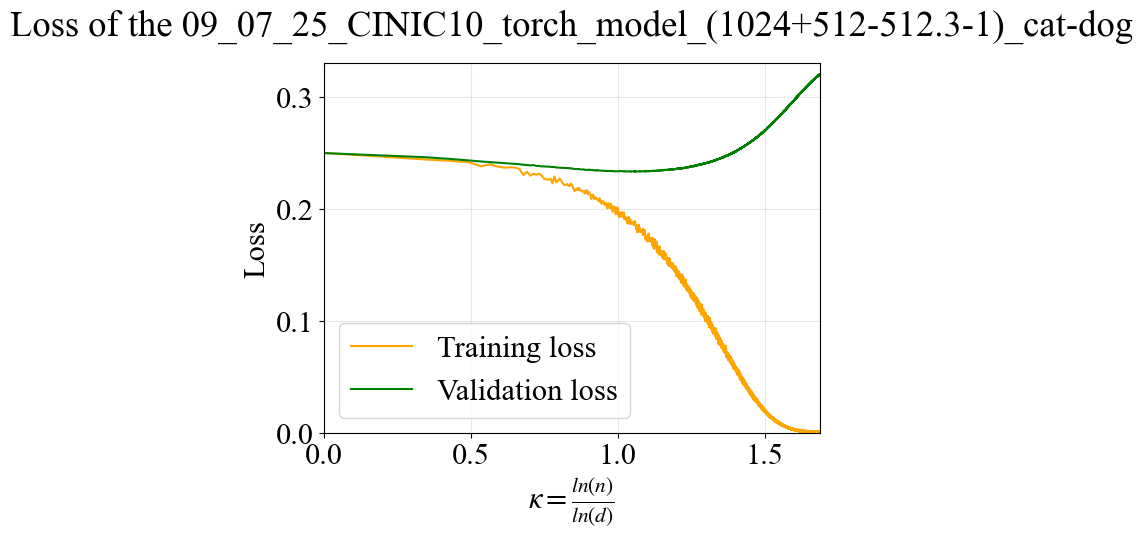 Loss of the 09_07_25_CINIC10_torch_model_(1024+512-512.3-1)_cat-dog
0.3
0.2
0.1
0.0
Loss
Training loss
Validation loss
0.0 0.5 1.0 1.5
κ = ln(n)/ln(d)